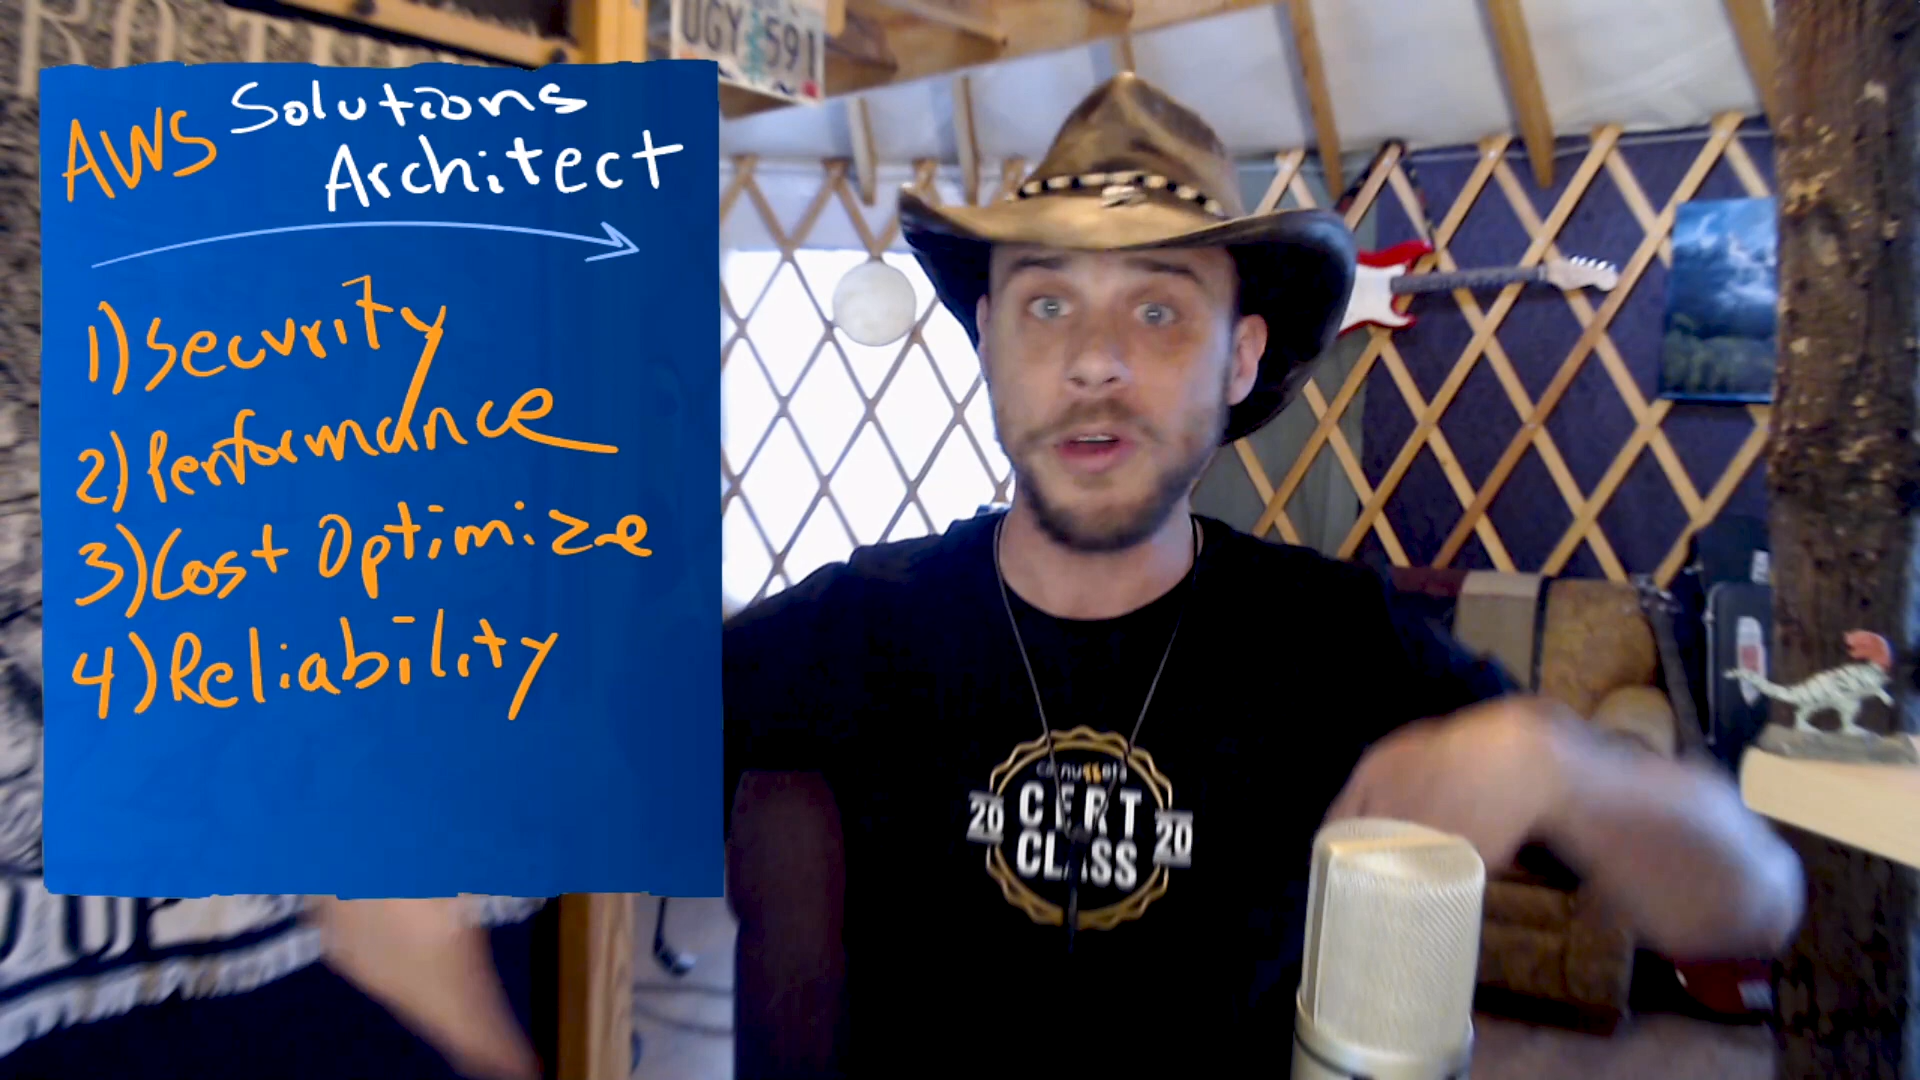 UGY 591
AWS Solutions
Architect
1) Security
2) Performance
3) Cost Optimize
4) Reliability
20 CERT 20
CLASS